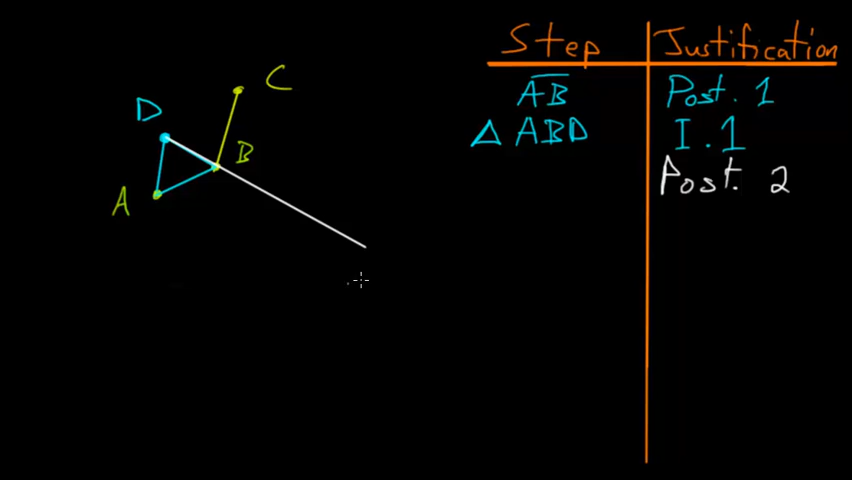 Step Justification
AB Post. 1
△ ABD I.1
Post. 2
C
D
B
A